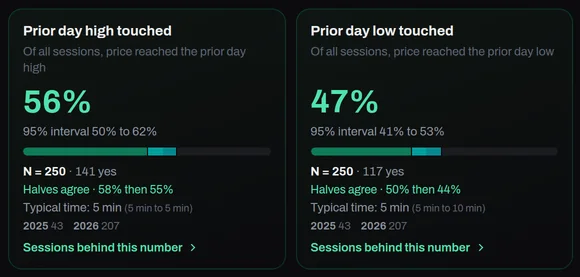 Prior day high touched
Of all sessions, price reached the prior day
high
56%
95% interval 50% to 62%
N = 250 · 141 yes
Halves agree · 58% then 55%
Typical time: 5 min (5 min to 5 min)
2025 43 2026 207
Sessions behind this number >
Prior day low touched
Of all sessions, price reached the prior day low
47%
95% interval 41% to 53%
N = 250 · 117 yes
Halves agree · 50% then 44%
Typical time: 5 min (5 min to 10 min)
2025 43 2026 207
Sessions behind this number >